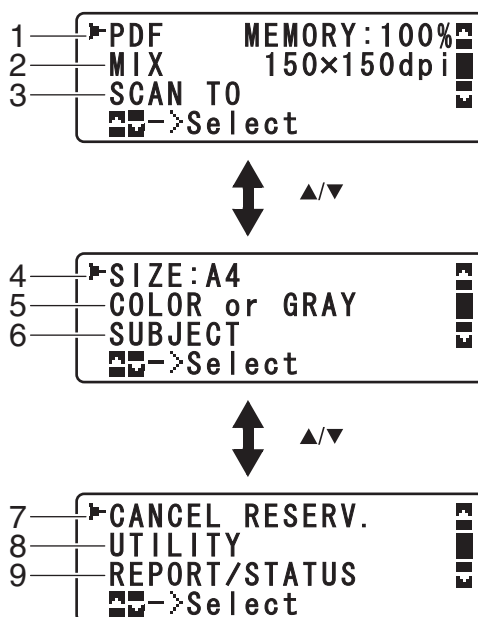 1 PDF MEMORY:100%
2 MIX 150×150dpi
3 SCAN TO
->Select
▲/▼
4 SIZE:A4
5 COLOR or GRAY
6 SUBJECT
->Select
▲/▼
7 CANCEL RESERV.
8 UTILITY
9 REPORT/STATUS
->Select